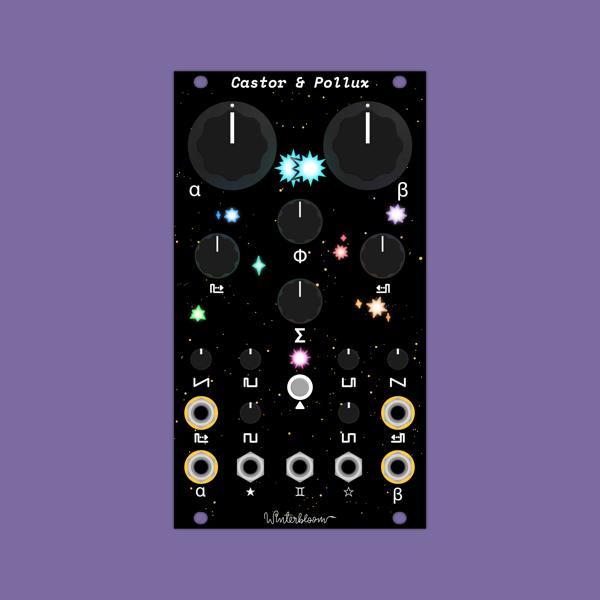 Castor & Pollux
α β
Φ
Σ
α ★ ♊ ☆ β
Winterbloom